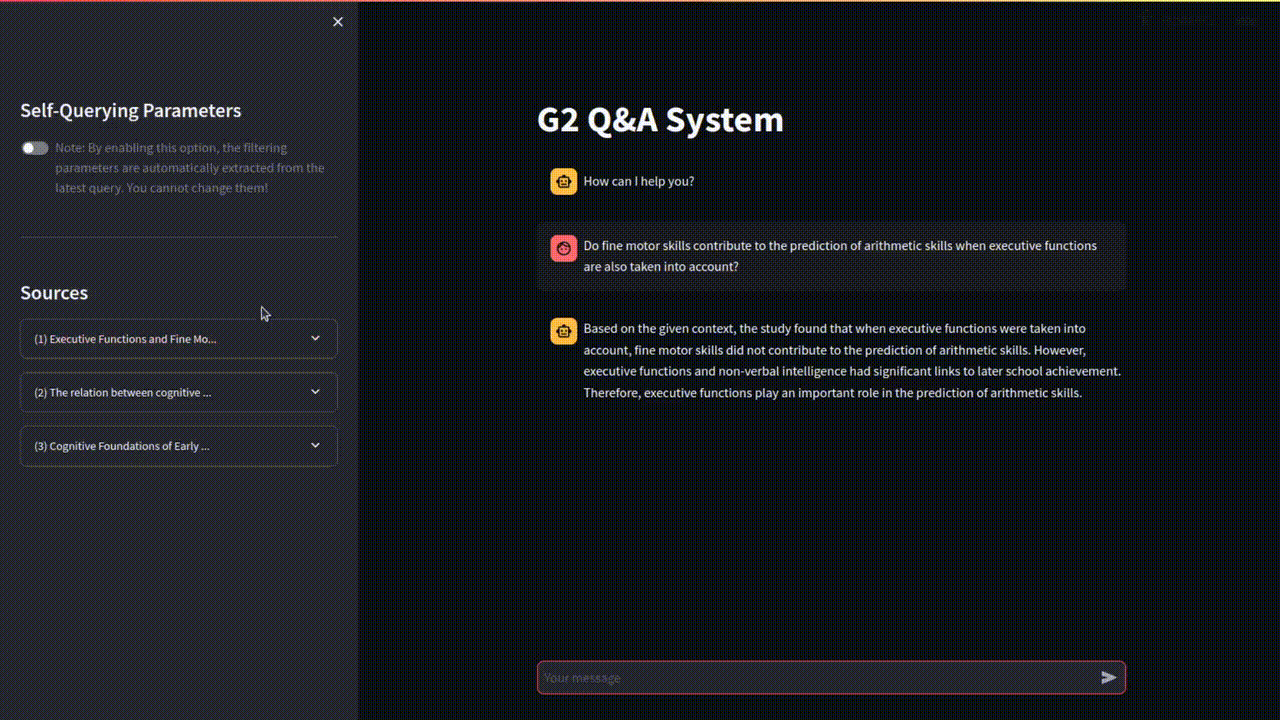 Self-Querying Parameters
Note: By enabling this option, the filtering
parameters are automatically extracted from the
latest query. You cannot change them!
Sources
(1) Executive Functions and Fine Mo...
(2) The relation between cognitive ...
(3) Cognitive Foundations of Early ...
G2 Q&A System
How can I help you?
Do fine motor skills contribute to the prediction of arithmetic skills when executive functions
are also taken into account?
Based on the given context, the study found that when executive functions were taken into
account, fine motor skills did not contribute to the prediction of arithmetic skills. However,
executive functions and non-verbal intelligence had significant links to later school achievement.
Therefore, executive functions play an important role in the prediction of arithmetic skills.
Your message